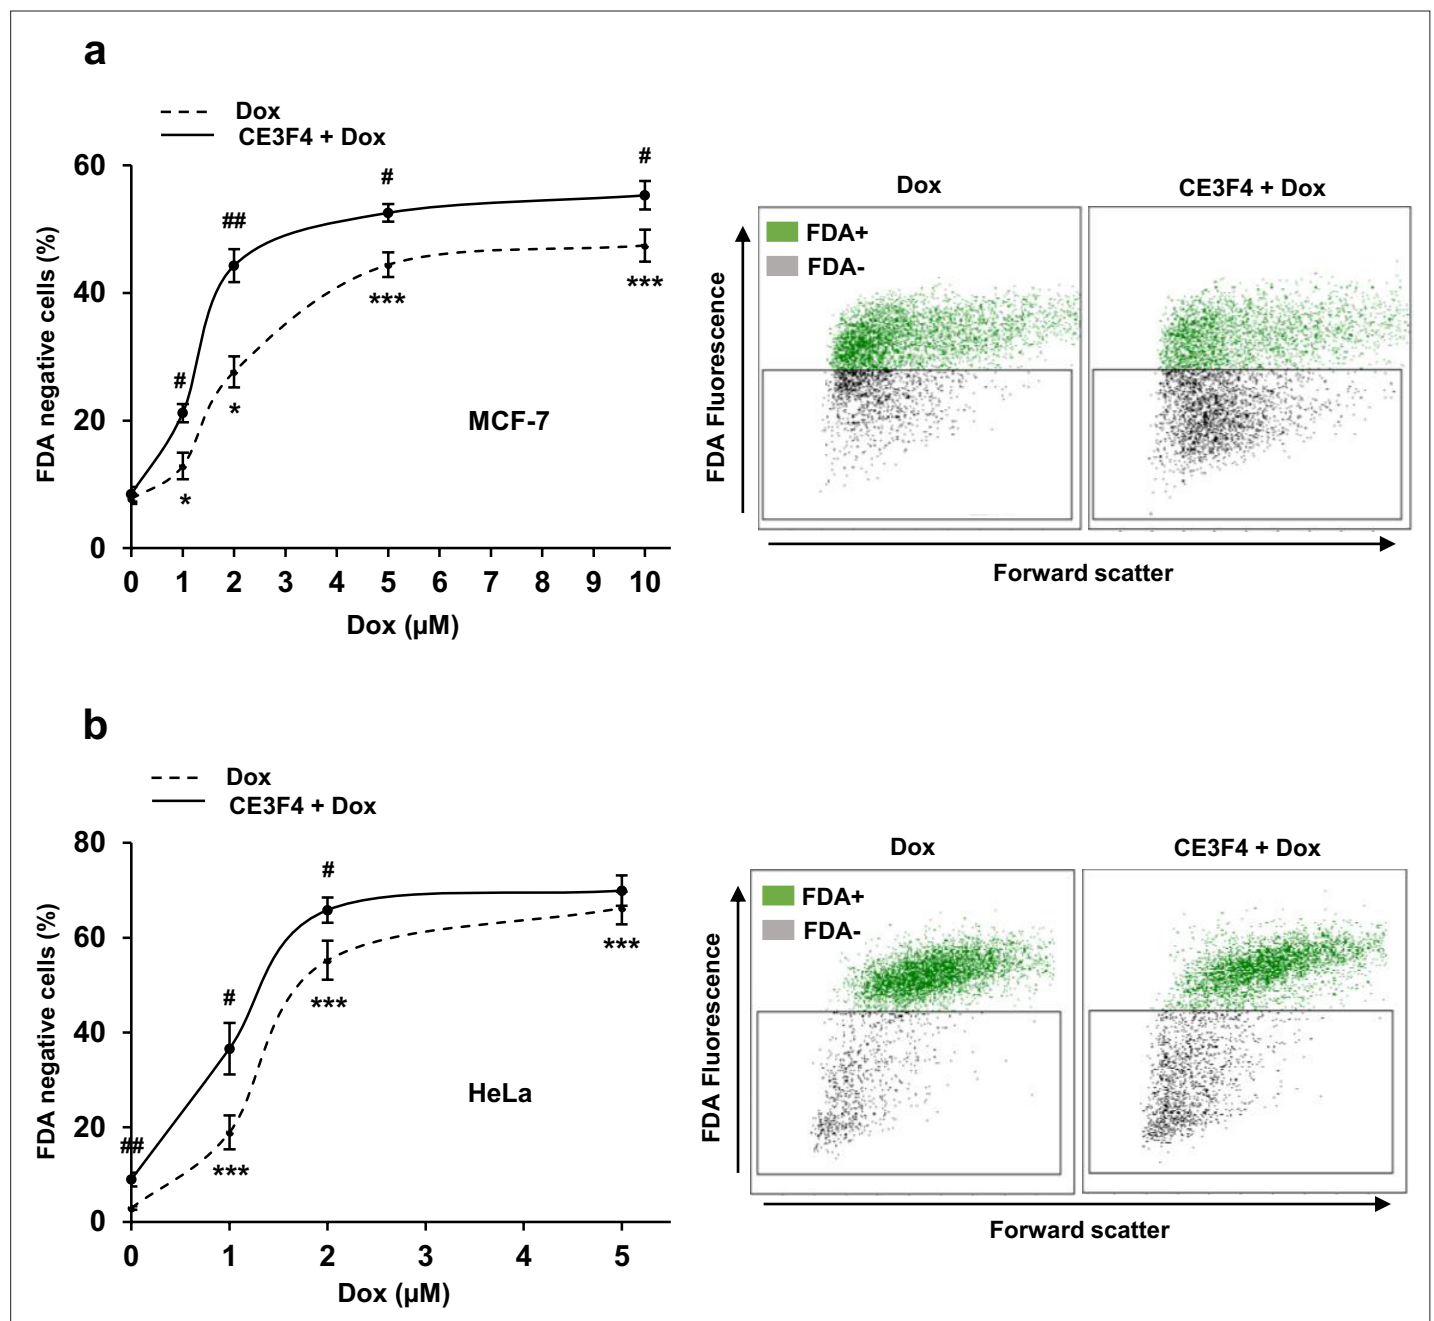 a
Dox
CE3F4 + Dox
60
40
20
0
FDA negative cells (%)
#
##
#
#
*
*
***
***
MCF-7
0 1 2 3 4 5 6 7 8 9 10
Dox (µM)
Dox
CE3F4 + Dox
FDA+
FDA-
FDA Fluorescence
Forward scatter
b
Dox
CE3F4 + Dox
80
60
40
20
0
FDA negative cells (%)
##
#
#
***
***
***
HeLa
0 1 2 3 4 5
Dox (µM)
Dox
CE3F4 + Dox
FDA+
FDA-
FDA Fluorescence
Forward scatter